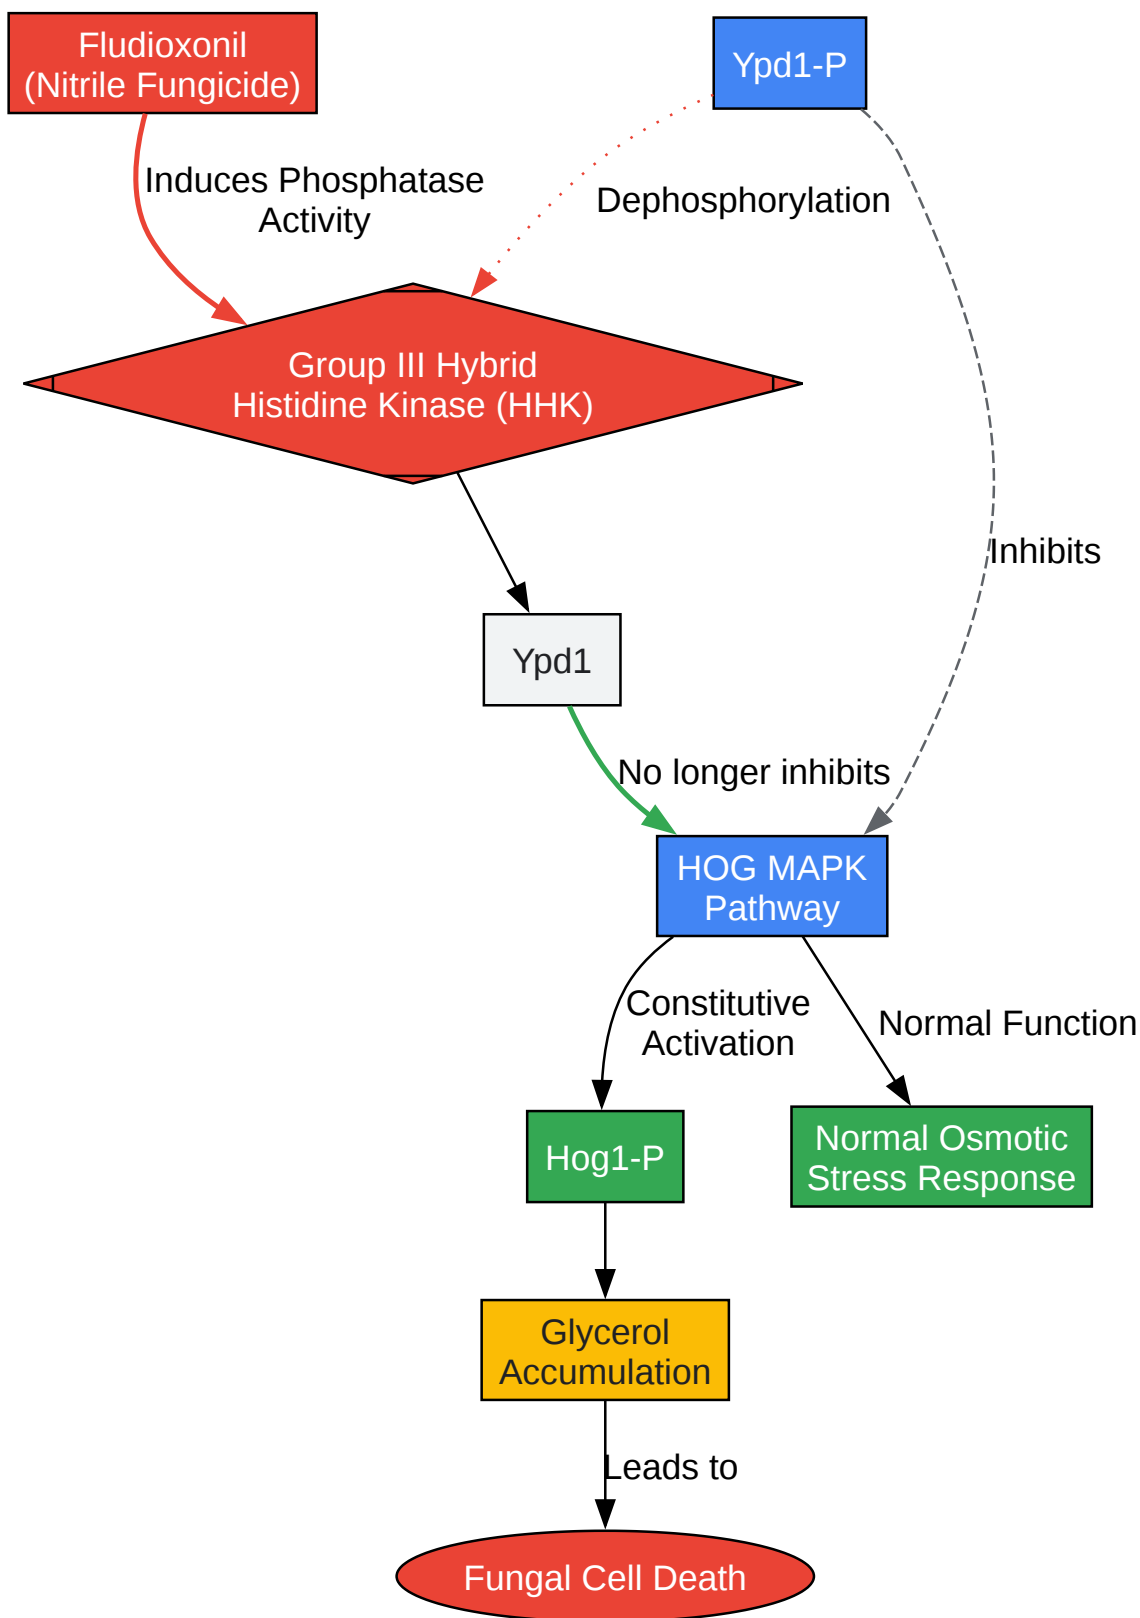 Fludioxonil
(Nitrile Fungicide)
Ypd1-P
Induces Phosphatase
Activity
Dephosphorylation
Group III Hybrid
Histidine Kinase (HHK)
Inhibits
Ypd1
No longer inhibits
HOG MAPK
Pathway
Constitutive
Activation
Normal Function
Hog1-P
Normal Osmotic
Stress Response
Glycerol
Accumulation
Leads to
Fungal Cell Death